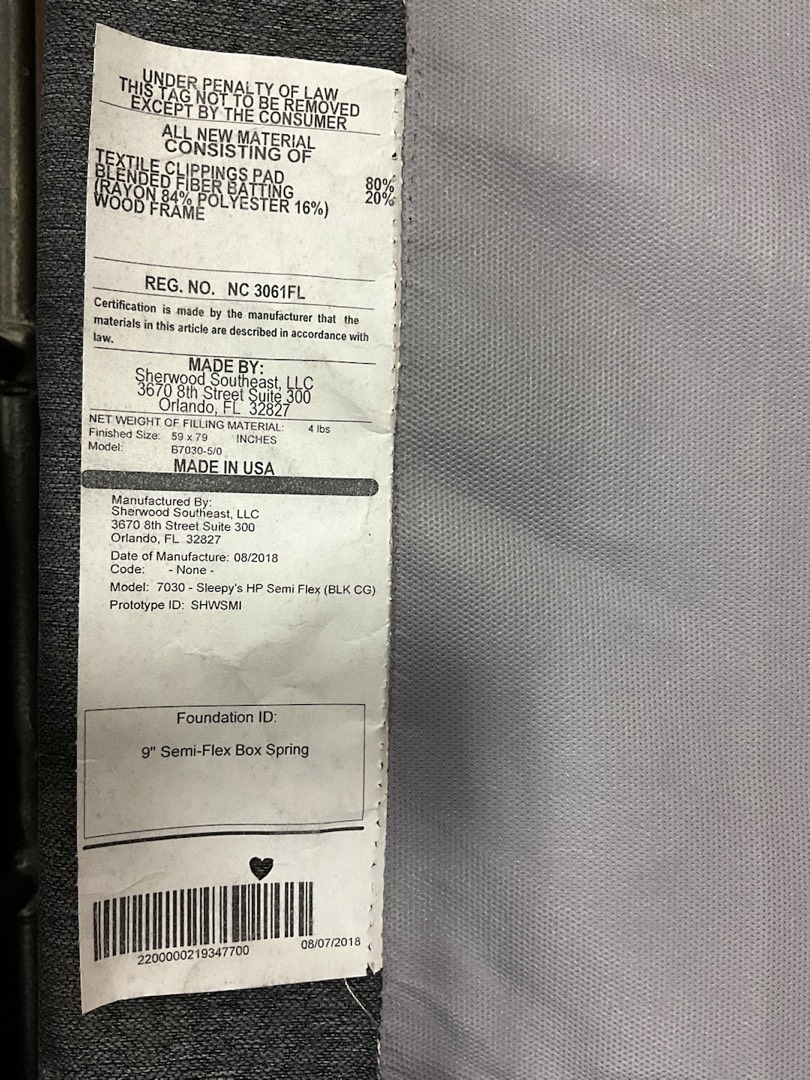 UNDER PENALTY OF LAW
THIS TAG NOT TO BE REMOVED
EXCEPT BY THE CONSUMER
ALL NEW MATERIAL
CONSISTING OF
TEXTILE CLIPPINGS PAD 80%
BLENDED FIBER BATTING 20%
(RAYON 84% POLYESTER 16%)
WOOD FRAME
REG. NO. NC 3061FL
Certification is made by the manufacturer that the
materials in this article are described in accordance with
law.
MADE BY:
Sherwood Southeast, LLC
3670 8th Street Suite 300
Orlando, FL 32827
NET WEIGHT OF FILLING MATERIAL: 4 lbs
Finished Size: 59 x 79 INCHES
Model: B7030-5/0
MADE IN USA
Manufactured By:
Sherwood Southeast, LLC
3670 8th Street Suite 300
Orlando, FL 32827
Date of Manufacture: 08/2018
Code: - None -
Model: 7030 - Sleepy's HP Semi Flex (BLK CG)
Prototype ID: SHWSMI
Foundation ID:
9" Semi-Flex Box Spring
2200000219347700 08/07/2018